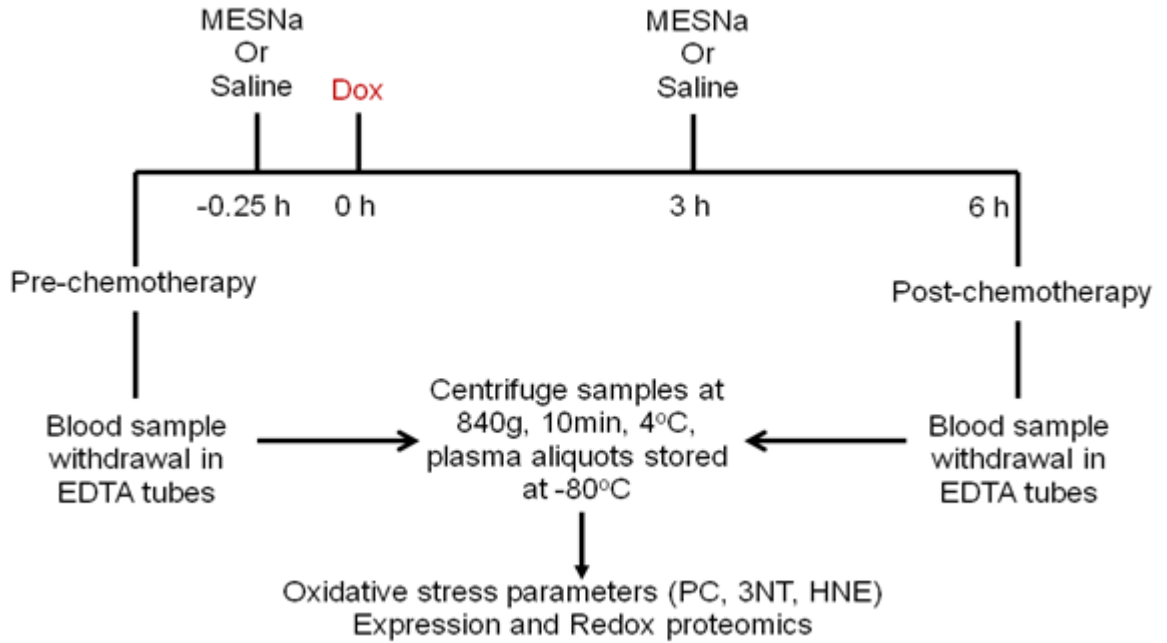 MESNa
Or
Saline
Dox
MESNa
Or
Saline
-0.25 h
0 h
3 h
6 h
Pre-chemotherapy
Post-chemotherapy
Blood sample
withdrawal in
EDTA tubes
Centrifuge samples at
840g, 10min, 4°C,
plasma aliquots stored
at -80°C
Blood sample
withdrawal in
EDTA tubes
Oxidative stress parameters (PC, 3NT, HNE)
Expression and Redox proteomics